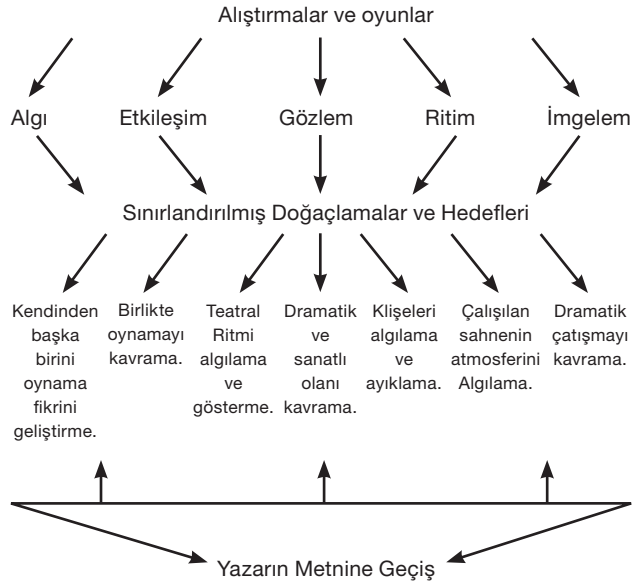 Alıştırmalar ve oyunlar
Algı
Etkileşim
Gözlem
Ritim
İmgelem
Sınırlandırılmış Doğaçlamalar ve Hedefleri
Kendinden
başka
birini
oynama
fikrini
geliştirme.
Birlikte
oynamayı
kavrama.
Teatral
Ritmi
algılama
ve
gösterme.
Dramatik
ve
sanatlı
olanı
kavrama.
Klişeleri
algılama
ve
ayıklama.
Çalışılan
sahnenin
atmosferini
Algılama.
Dramatik
çatışmayı
kavrama.
Yazarın Metnine Geçiş